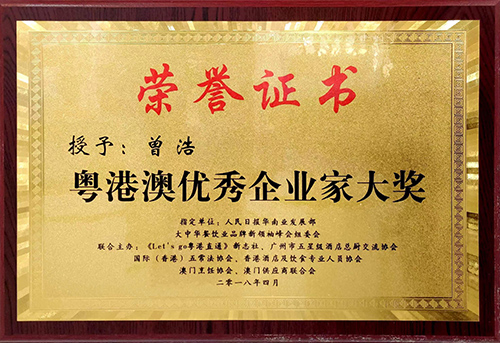 荣誉证书
授予：曾浩
粤港澳优秀企业家大奖
指定单位：人民日报华南业发展部
大中华餐饮业品牌新领袖峰会组委会
联合主办：《Let's go粤港直通》新志社、广州市五星级酒店总厨交流协会
国际（香港）五常法协会、香港酒店及饮食专业人员协会
澳门烹饪协会、澳门供应商联合会
二零一八年四月